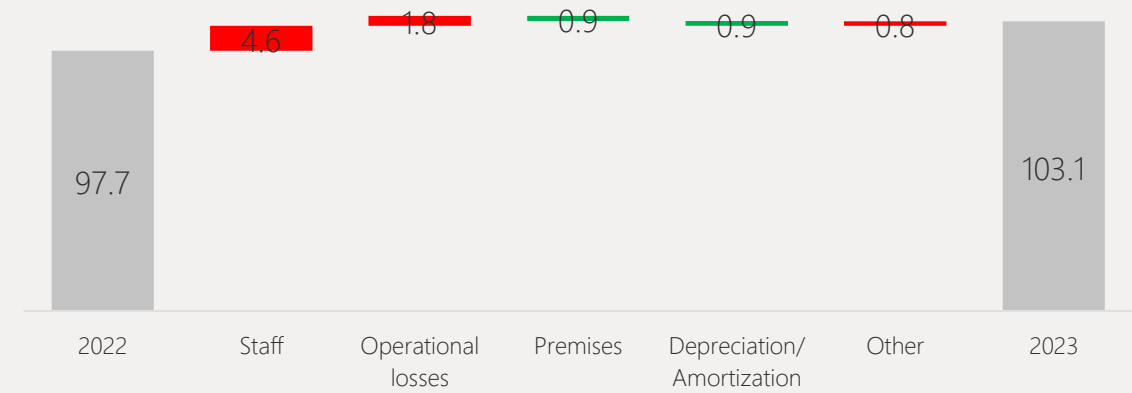 4.6
1.8
0.9
0.9
0.8
97.7
103.1
2022
Staff
Operational
losses
Premises
Depreciation/
Amortization
Other
2023